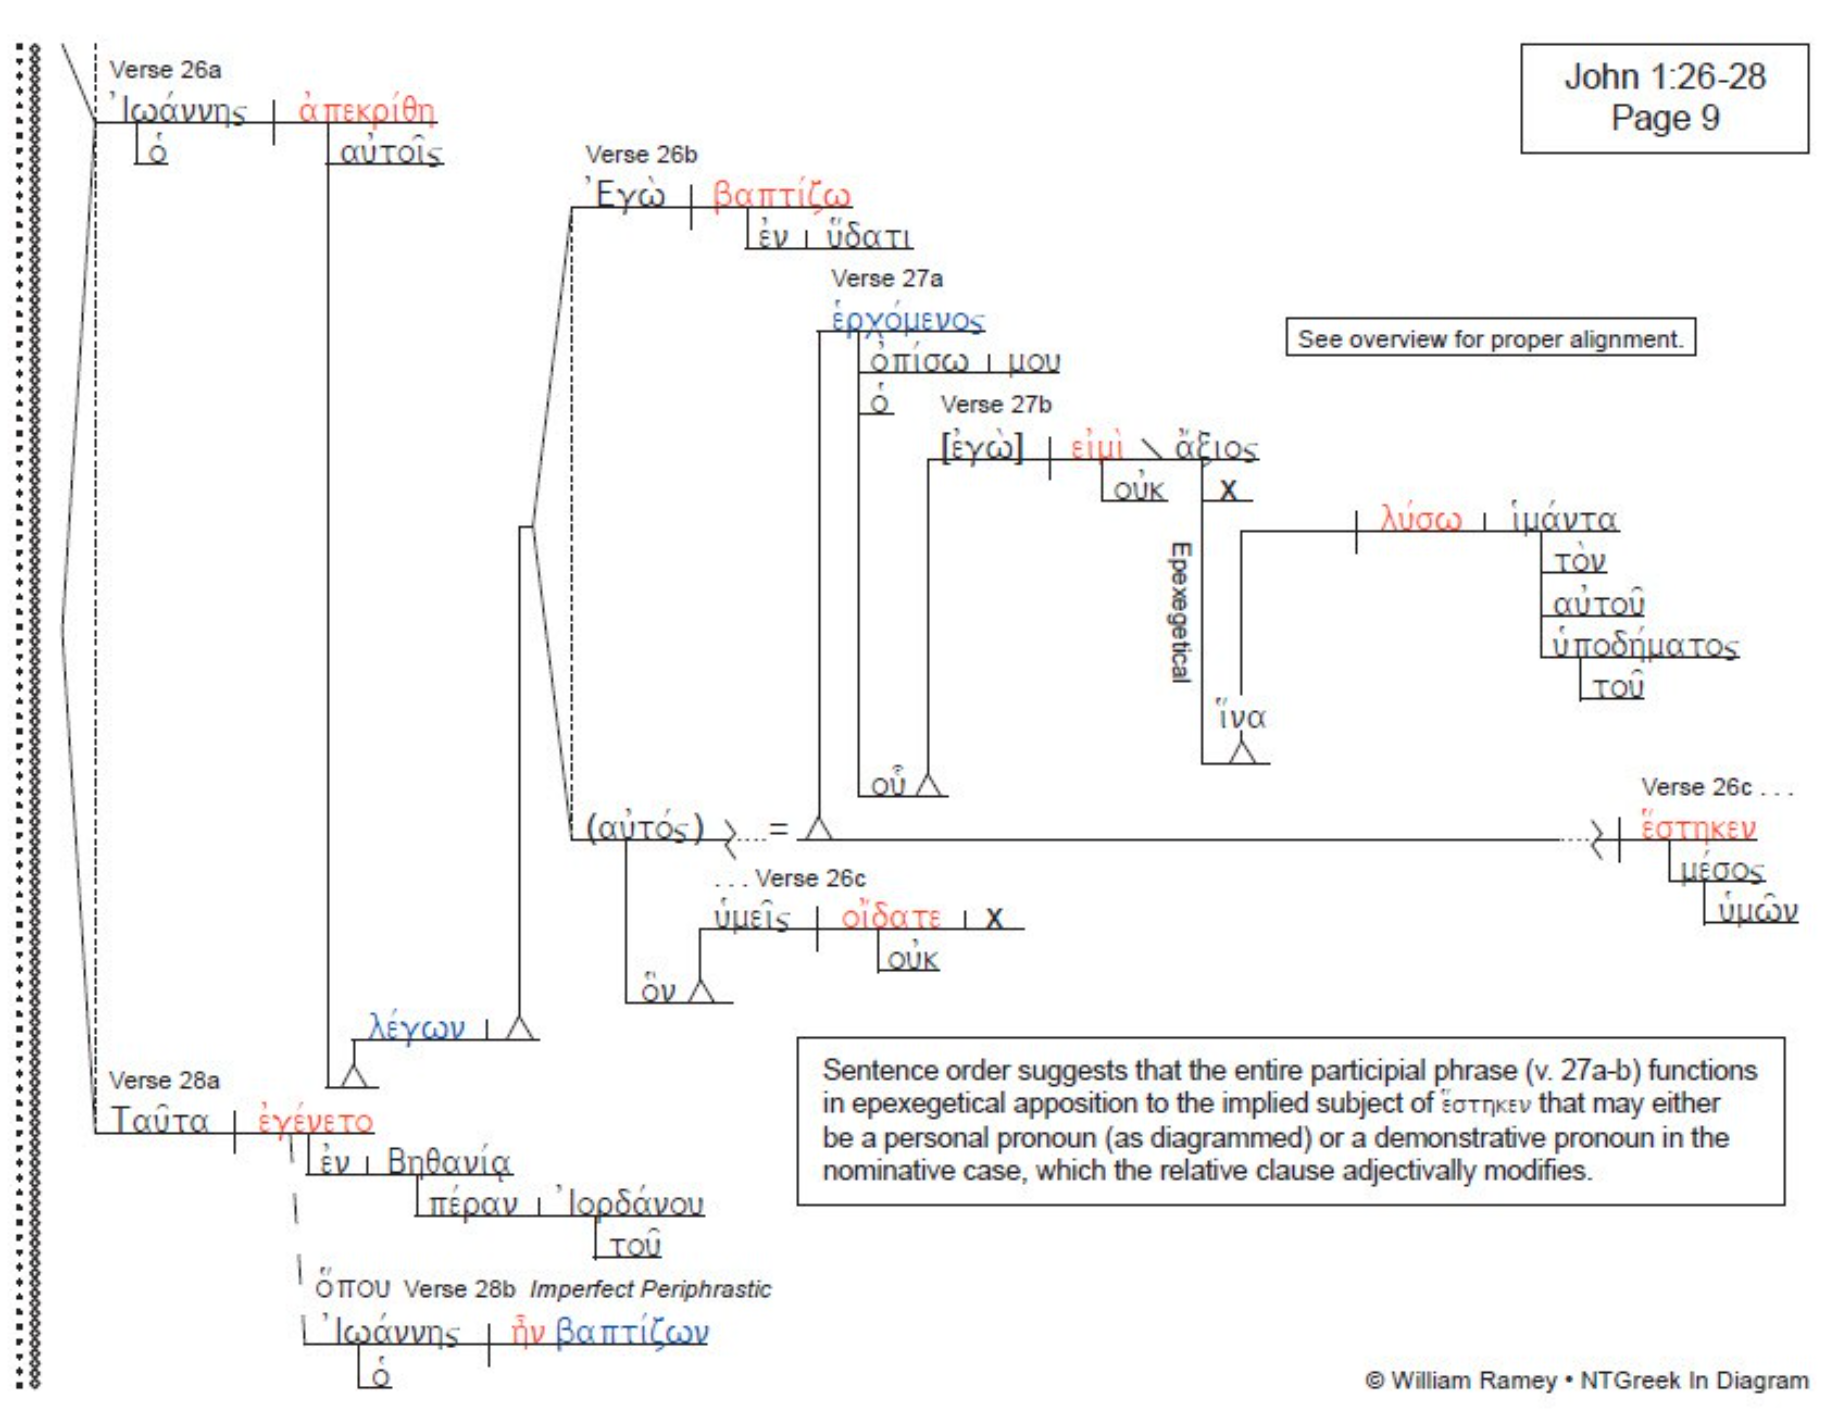 John 1:26-28
Page 9
Verse 26a
Ἰωάννης ἀπεκρίθη
ὁ αὐτοῖς
Verse 26b
Ἐγὼ βαπτίζω
ἐν ὕδατι
Verse 27a
ἐρχόμενος
See overview for proper alignment.
ὀπίσω μου
ὁ
Verse 27b
[ἐγὼ] εἰμὶ ἄξιος
οὐκ x
λύσω ἱμάντα
τὸν
αὐτοῦ
ὑποδήματος
τοῦ
Epexegetical
ἵνα
οὗ
Verse 26c . . .
(αὐτός) = ἕστηκεν
μέσος
ὑμῶν
. . . Verse 26c
ὑμεῖς οἴδατε x
οὐκ
ὃν
λέγων
Verse 28a
Ταῦτα ἐγένετο
ἐν Βηθανίᾳ
πέραν Ἰορδάνου
τοῦ
ὅπου Verse 28b Imperfect Periphrastic
Ἰωάννης ἦν βαπτίζων
ὁ
Sentence order suggests that the entire participial phrase (v. 27a-b) functions
in epexegetical apposition to the implied subject of ἕστηκεν that may either
be a personal pronoun (as diagrammed) or a demonstrative pronoun in the
nominative case, which the relative clause adjectivally modifies.
© William Ramey • NTGreek In Diagram